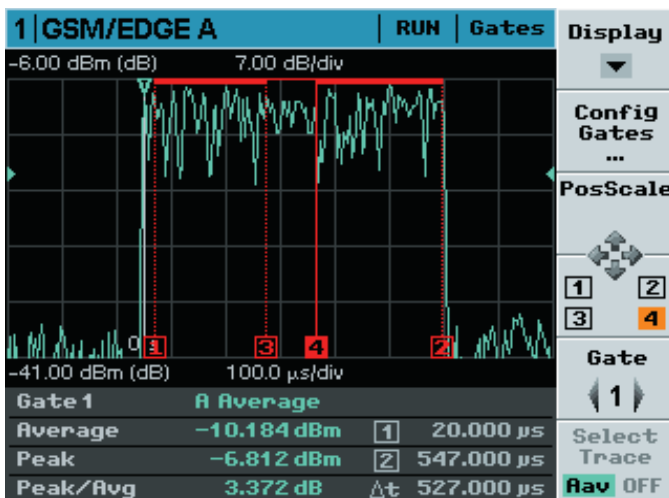 1 GSM/EDGE A RUN Gates
-6.00 dBm (dB) 7.00 dB/div
T
0 s
1 3 4 2
-41.00 dBm (dB) 100.0 µs/div
Gate1 A Average
Average -10.184 dBm 1 20.000 µs
Peak -6.812 dBm 2 547.000 µs
Peak/Avg 3.372 dB Δt 527.000 µs
Display
Config
Gates
...
PosScale
1 2
3 4
Gate
1
Select
Trace
Aav OFF